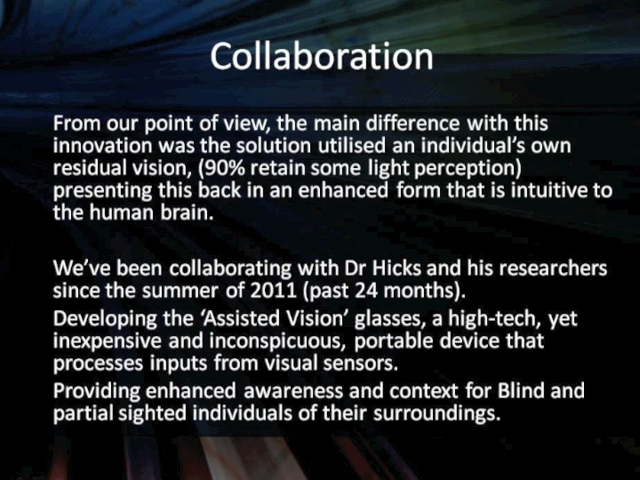 Collaboration
From our point of view, the main difference with this
innovation was the solution utilised an individual's own
residual vision, (90% retain some light perception)
presenting this back in an enhanced form that is intuitive to
the human brain.
We've been collaborating with Dr Hicks and his researchers
since the summer of 2011 (past 24 months).
Developing the 'Assisted Vision' glasses, a high-tech, yet
inexpensive and inconspicuous, portable device that
processes inputs from visual sensors.
Providing enhanced awareness and context for Blind and
partial sighted individuals of their surroundings.